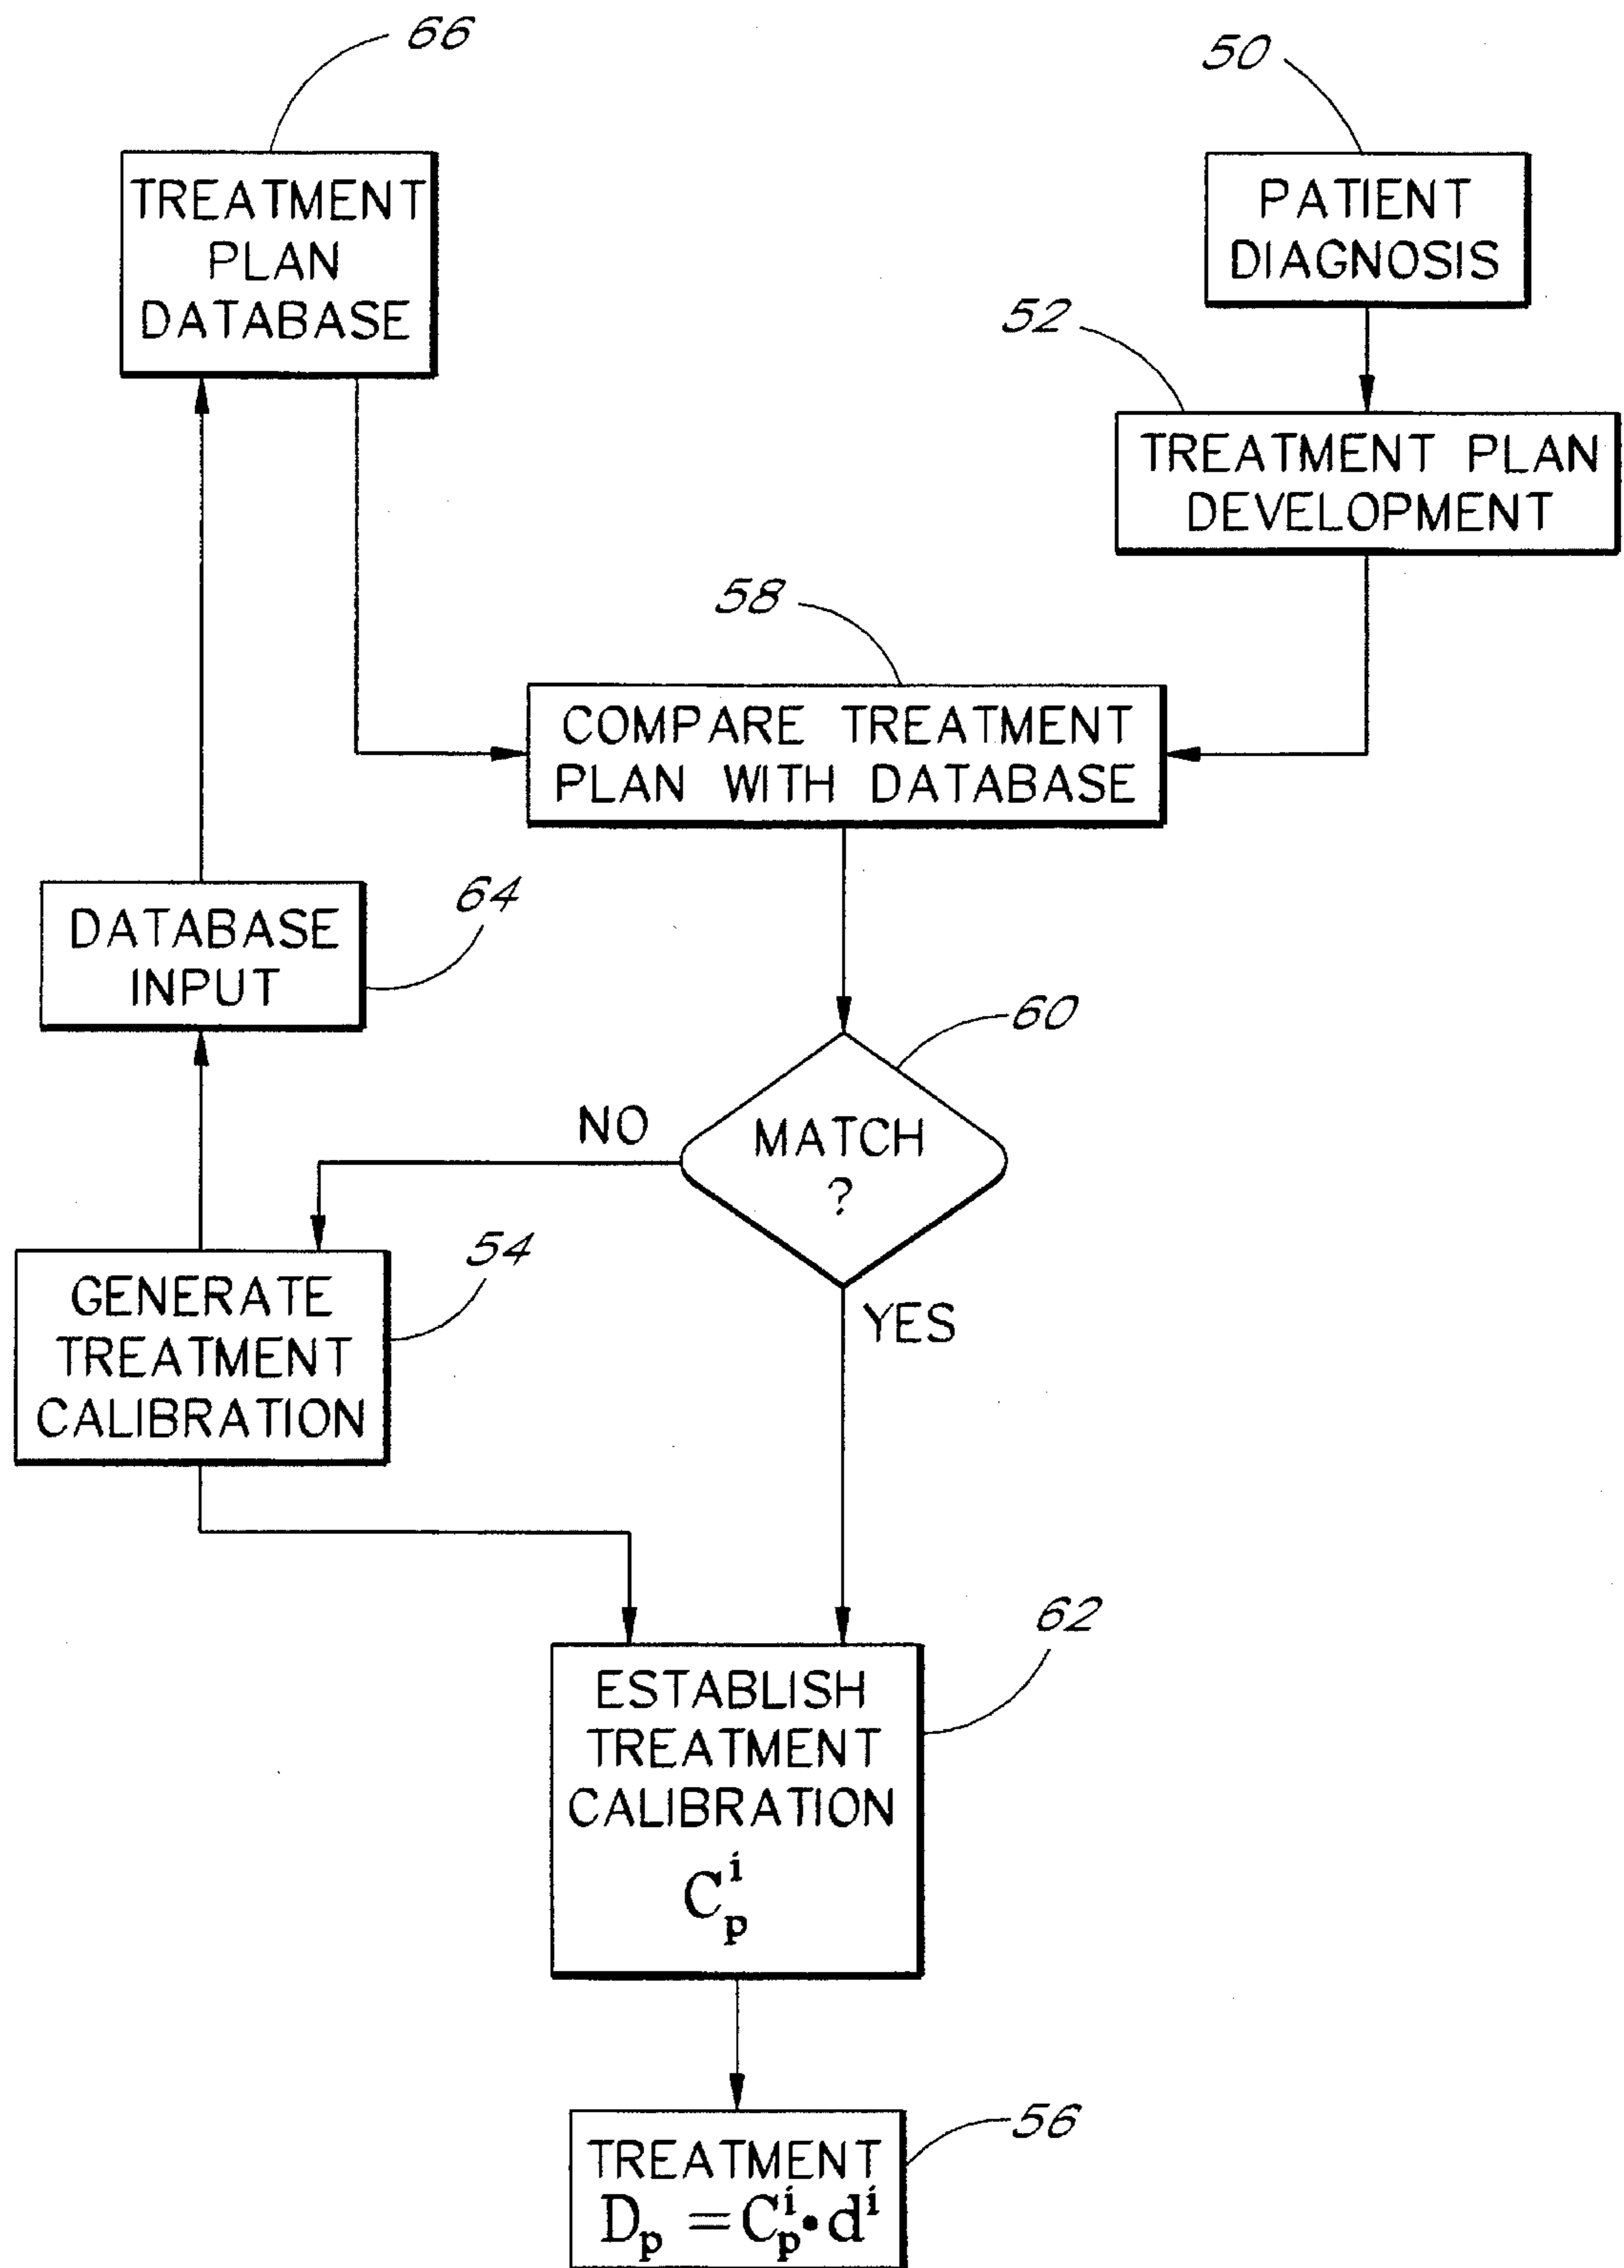 66
50
TREATMENT
PLAN
DATABASE
PATIENT
DIAGNOSIS
52
TREATMENT PLAN
DEVELOPMENT
58
COMPARE TREATMENT
PLAN WITH DATABASE
64
DATABASE
INPUT
60
NO
MATCH
?
54
YES
GENERATE
TREATMENT
CALIBRATION
62
ESTABLISH
TREATMENT
CALIBRATION
C_p^i
56
TREATMENT
D_p = C_p^i • d^i